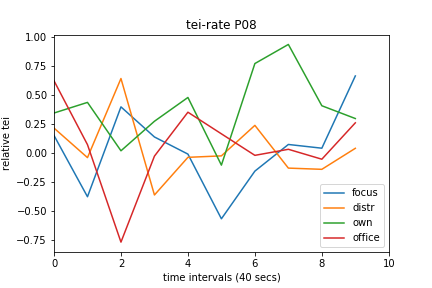 tei-rate P08
1.00
0.75
0.50
0.25
0.00
−0.25
−0.50
−0.75
relative tei
0 2 4 6 8 10
time intervals (40 secs)
focus
distr
own
office